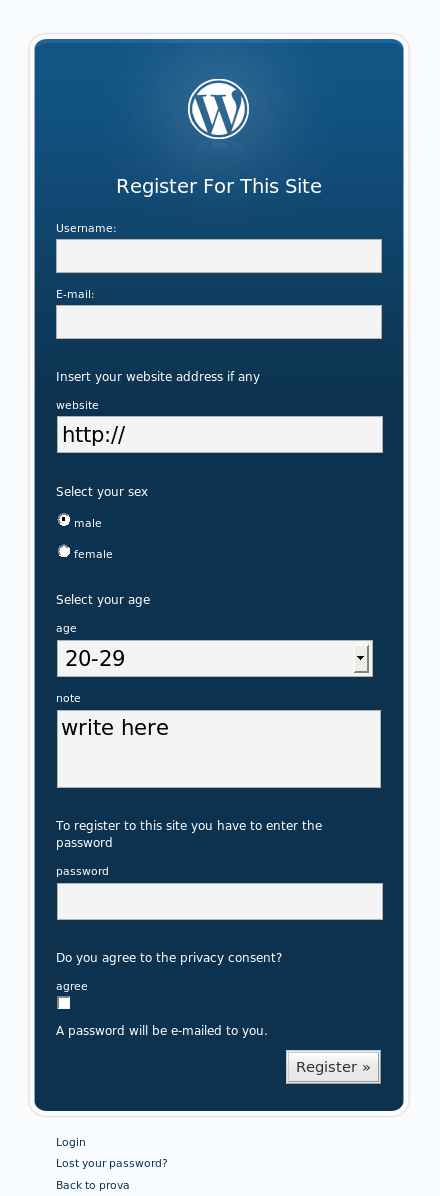 Register For This Site
Username:
E-mail:
Insert your website address if any
website
http://
Select your sex
male
female
Select your age
age
20-29
note
write here
To register to this site you have to enter the
password
password
Do you agree to the privacy consent?
agree
A password will be e-mailed to you.
Register »
Login
Lost your password?
Back to prova